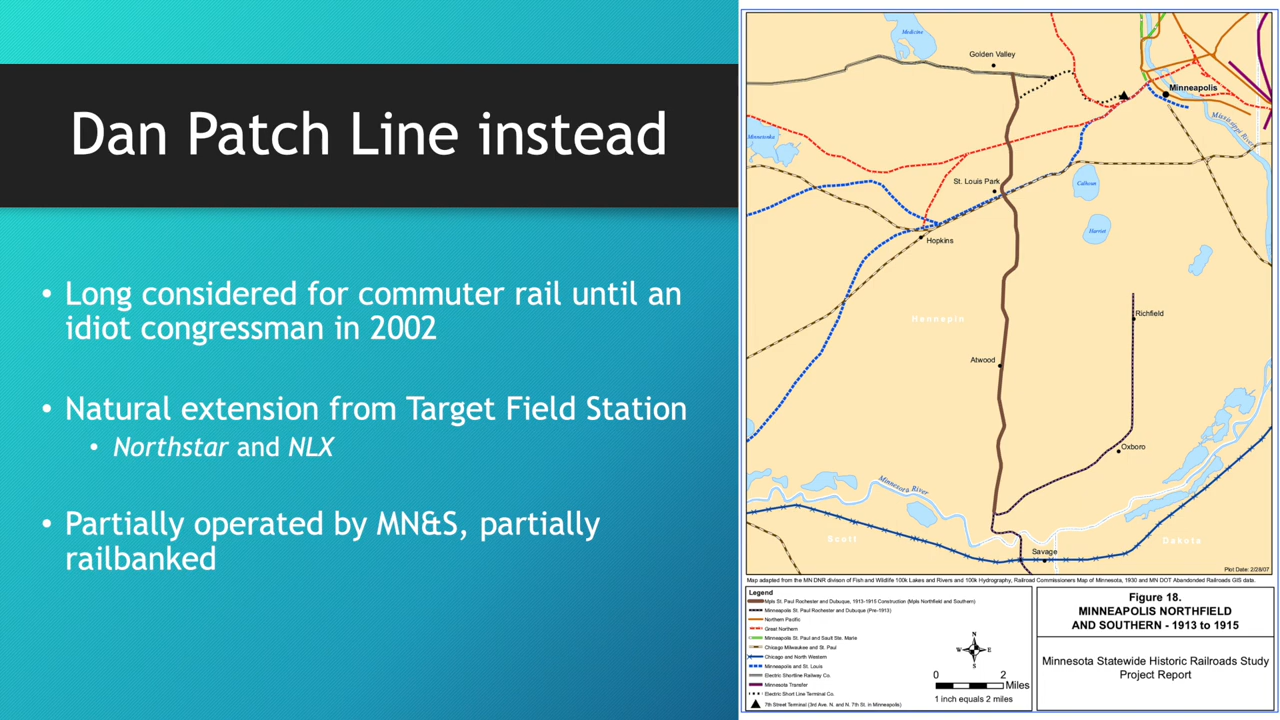 Dan Patch Line instead
• Long considered for commuter rail until an
idiot congressman in 2002
• Natural extension from Target Field Station
• Northstar and NLX
• Partially operated by MN&S, partially
railbanked
Medicine
Golden Valley
Minneapolis
Mississippi River
Minnetonka
St. Louis Park
Calhoun
Harriet
Hopkins
Hennepin
Richfield
Atwood
Oxboro
Minnesota River
Scott
Dakota
Savage
Plot Date: 2/28/07
Map adapted from the MN DNR divison of Fish and Wildlife 100k Lakes and Rivers and 100k Hydrography, Railroad Commissioners Map of Minnesota, 1930 and MN DOT Abandonded Railroads GIS data.
Legend
Mpls St. Paul Rochester and Dubuque, 1913-1915 Construction (Mpls Northfield and Southern)
Minneapolis St. Paul Rochester and Dubuque (Pre-1913)
Northern Pacific
Great Northern
Minneapolis St. Paul and Sault Ste. Marie
Chicago Milwaukee and St. Paul
Chicago and North Western
Minneapolis and St. Louis
Electric Shortline Railway Co.
Minnesota Transfer
Electric Short Line Terminal Co.
7th Street Terminal (3rd Ave. N. and N. 7th St. in Minneapolis)
N
W E
S
0 2
Miles
1 inch equals 2 miles
Figure 18.
MINNEAPOLIS NORTHFIELD
AND SOUTHERN - 1913 to 1915
Minnesota Statewide Historic Railroads Study
Project Report